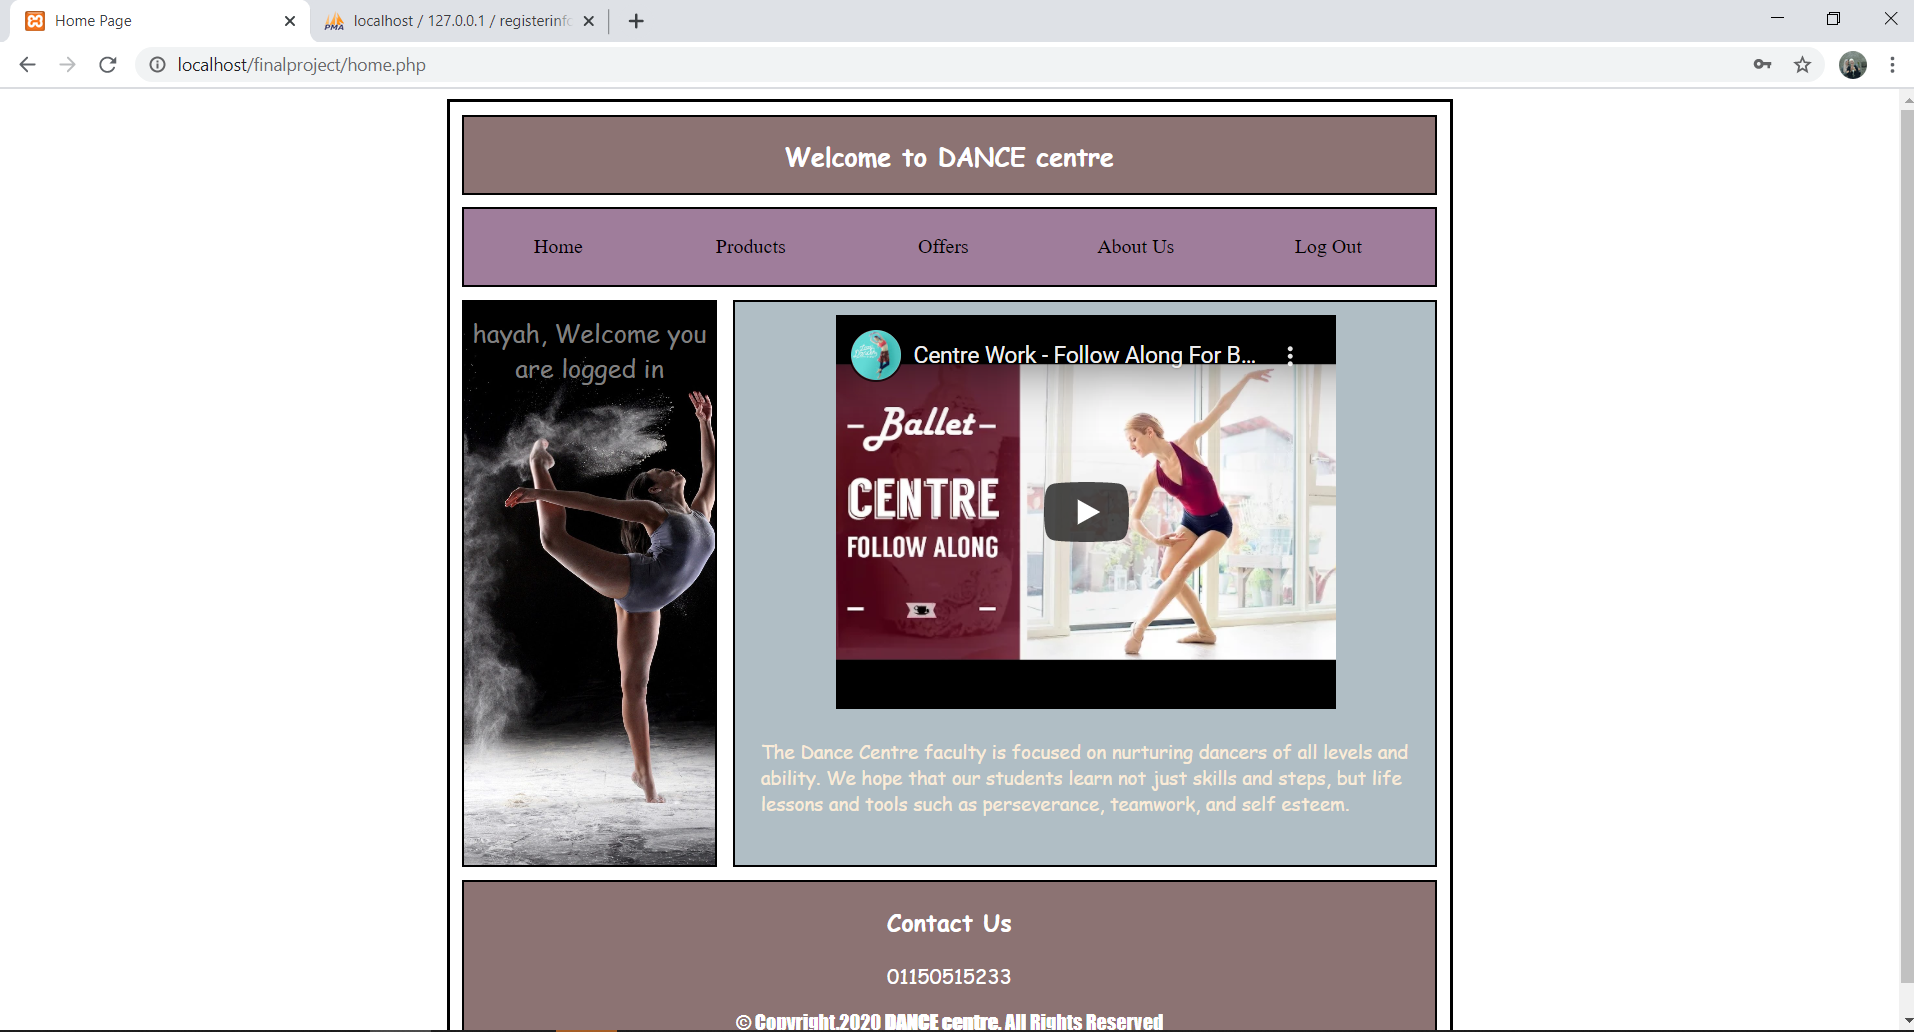 Home Page
localhost / 127.0.0.1 / registerinfo
localhost/finalproject/home.php
Welcome to DANCE centre
Home Products Offers About Us Log Out
hayah, Welcome you
are logged in
Centre Work - Follow Along For B...
Ballet
CENTRE
FOLLOW ALONG
The Dance Centre faculty is focused on nurturing dancers of all levels and
ability. We hope that our students learn not just skills and steps, but life
lessons and tools such as perseverance, teamwork, and self esteem.
Contact Us
01150515233
© Copyright.2020 DANCE centre. All Rights Reserved